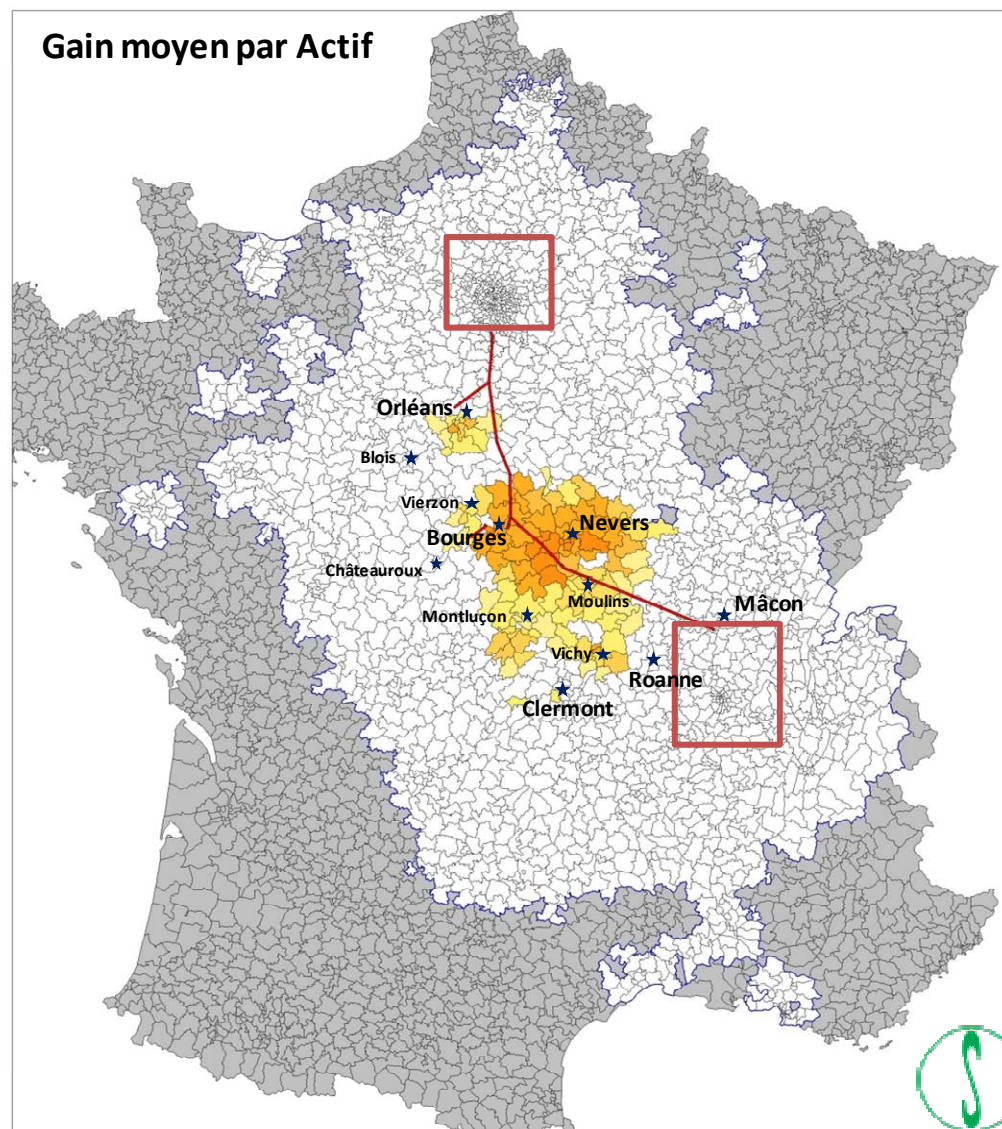 Gain moyen par Actif
Orléans
Blois
Vierzon
Bourges
Nevers
Châteauroux
Moulins
Montluçon
Mâcon
Vichy
Roanne
Clermont
S